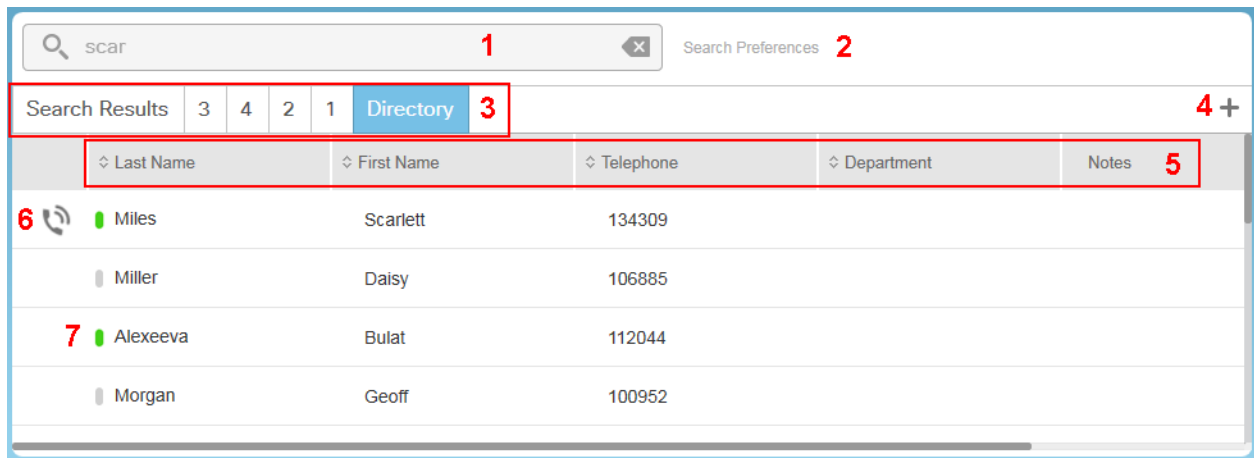 scar 1 Search Preferences 2
Search Results 3 4 2 1 Directory 3 4
Last Name First Name Telephone Department Notes 5
6 Miles Scarlett 134309
Miller Daisy 106885
7 Alexeeva Bulat 112044
Morgan Geoff 100952